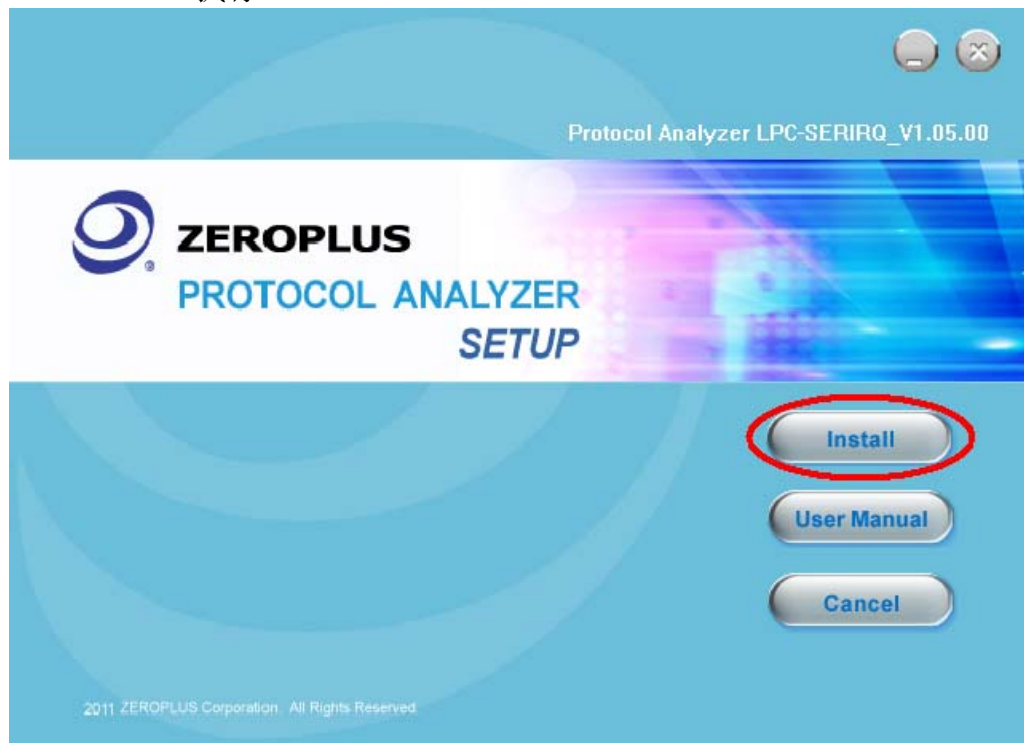 Protocol Analyzer LPC-SERIRQ_V1.05.00
ZEROPLUS
PROTOCOL ANALYZER
SETUP
Install
User Manual
Cancel
2011 ZEROPLUS Corporation. All Rights Reserved.